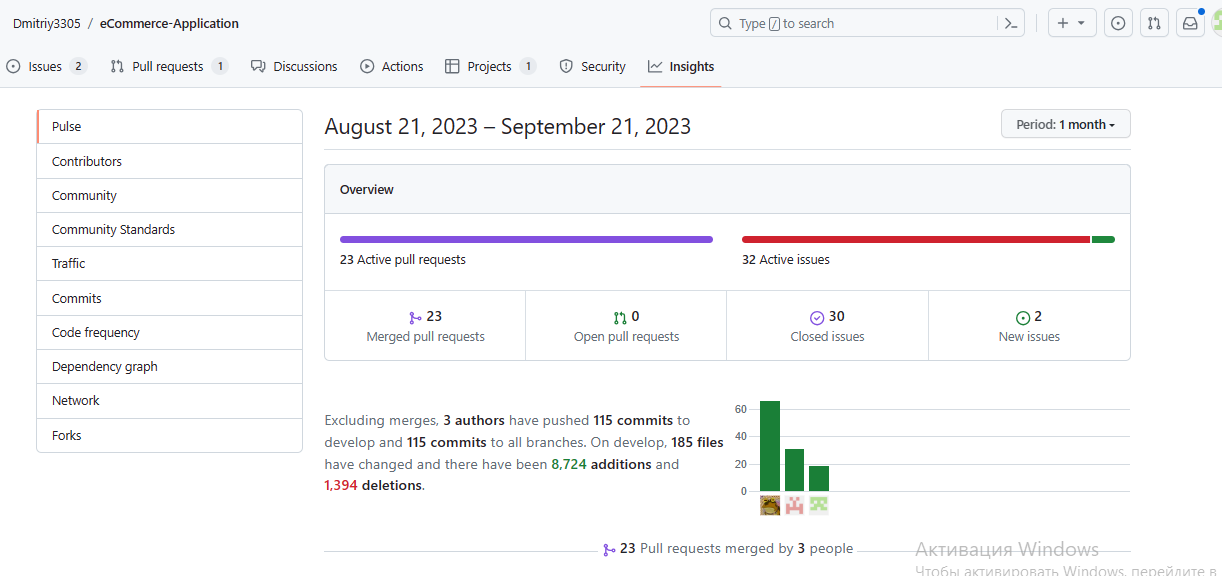 Dmitriy3305 / eCommerce-Application
Type / to search
Issues 2 Pull requests 1 Discussions Actions Projects 1 Security Insights
Pulse
Contributors
Community
Community Standards
Traffic
Commits
Code frequency
Dependency graph
Network
Forks
August 21, 2023 – September 21, 2023
Period: 1 month
Overview
23 Active pull requests
32 Active issues
23
Merged pull requests
0
Open pull requests
30
Closed issues
2
New issues
Excluding merges, 3 authors have pushed 115 commits to
develop and 115 commits to all branches. On develop, 185 files
have changed and there have been 8,724 additions and
1,394 deletions.
60
40
20
0
23 Pull requests merged by 3 people
Активация Windows
Чтобы активировать Windows, перейдите в